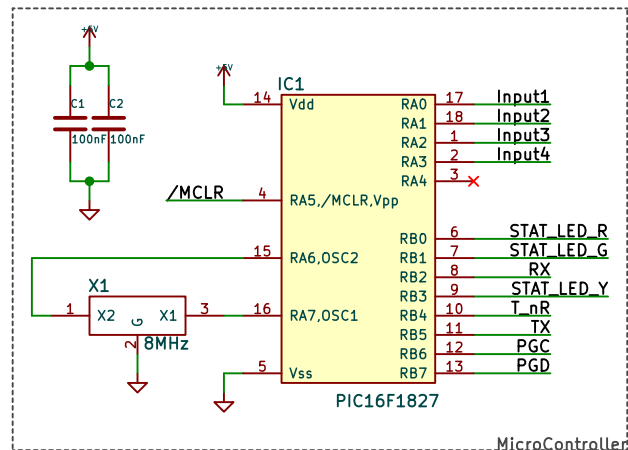 +5V
C1
100nF
C2
100nF
+5V
IC1
14 Vdd
4 RA5,/MCLR,Vpp
/MCLR
15 RA6,OSC2
16 RA7,OSC1
5 Vss
RA0 17 Input1
RA1 18 Input2
RA2 1 Input3
RA3 2 Input4
RA4 3
RB0 6 STAT_LED_R
RB1 7 STAT_LED_G
RB2 8 RX
RB3 9 STAT_LED_Y
RB4 10 T_nR
RB5 11 TX
RB6 12 PGC
RB7 13 PGD
PIC16F1827
X1
1 X2 G X1 3
2
8MHz
MicroController